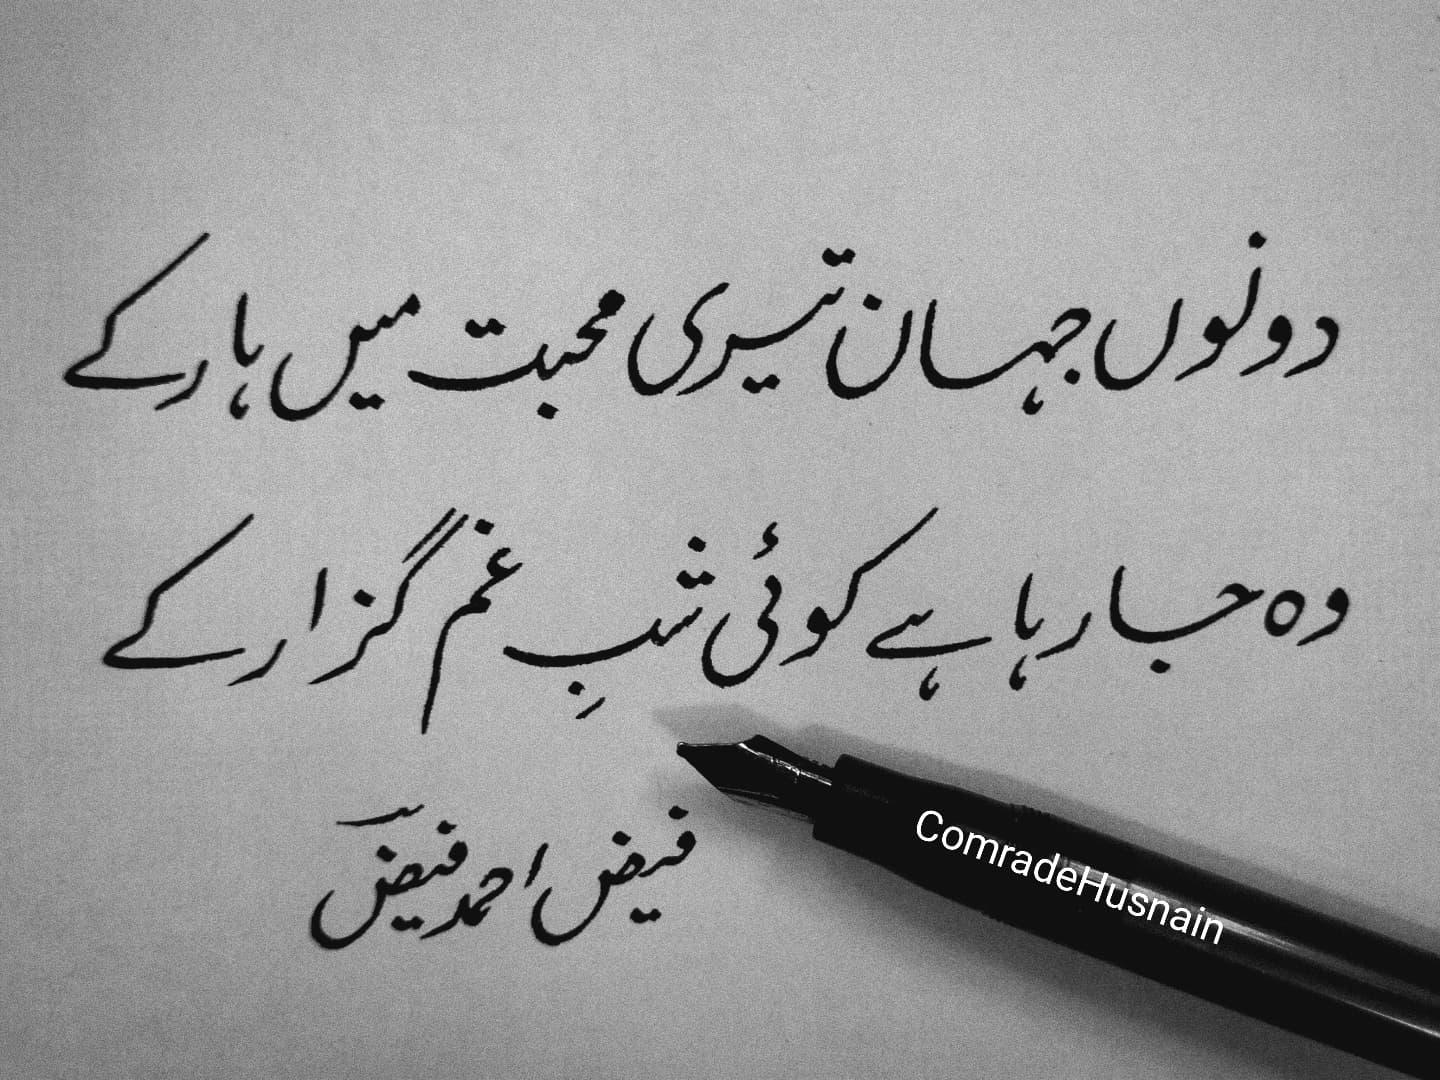 دونوں جہان تیری محبت میں ہار کے
وہ جا رہا ہے کوئی شبِ غم گزار کے
فیض احمد فیضؔ
ComradeHusnain